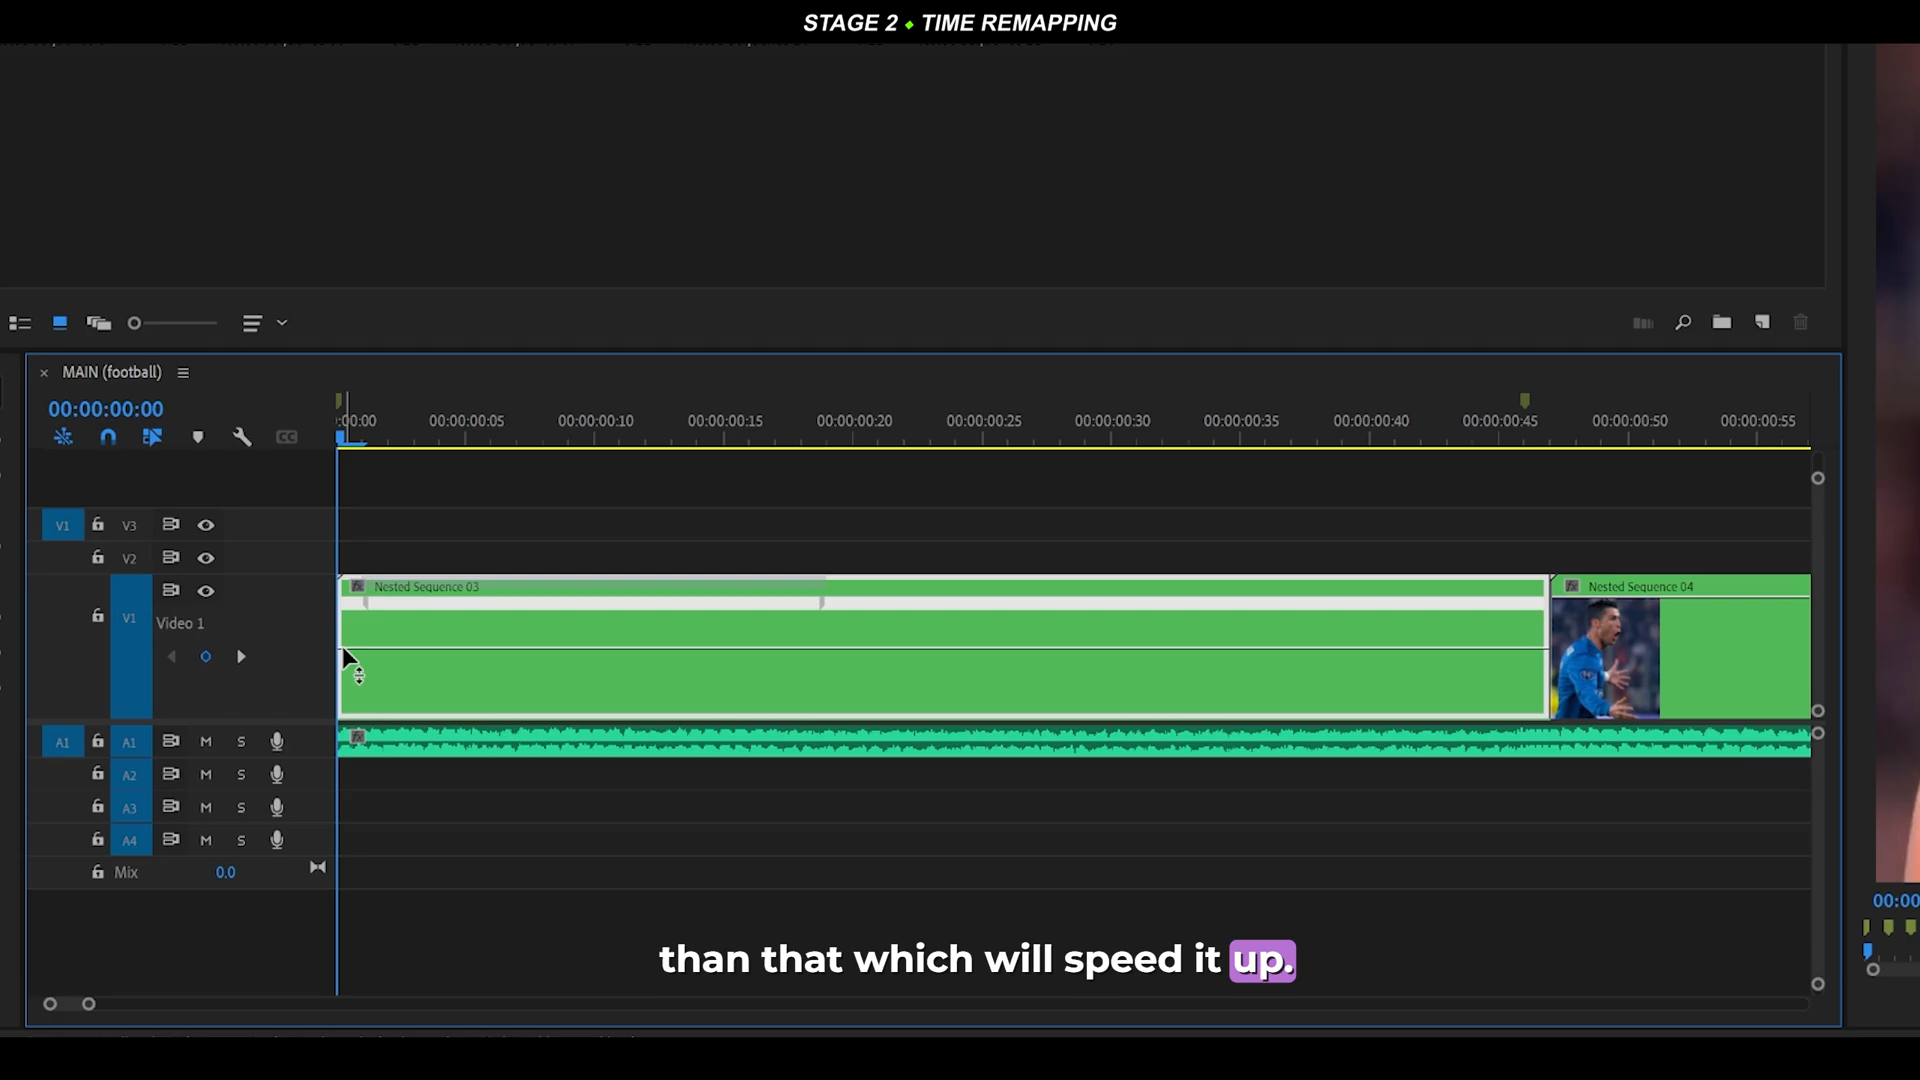 STAGE 2 ⬥ TIME REMAPPING
MAIN (football)
00:00:00:00
CC
:00:00 00:00:00:05 00:00:00:10 00:00:00:15 00:00:00:20 00:00:00:25 00:00:00:30 00:00:00:35 00:00:00:40 00:00:00:45 00:00:00:50 00:00:00:55
V1 V3
V2
fx Nested Sequence 03 fx Nested Sequence 04
V1 Video 1
A1 A1 M S fx
A2 M S
A3 M S
A4 M S
Mix 0.0
00:00
than that which will speed it up.